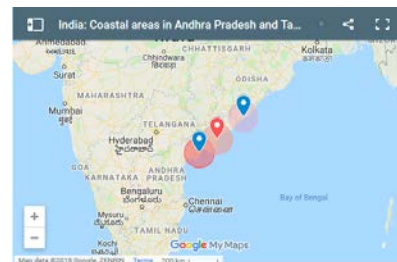 India: Coastal areas in Andhra Pradesh and Ta...
Ahmedabad
CHHATTISGARH
Kolkata
Chhindwara
Surat
ODISHA
MAHARASHTRA
Mumbai
मुंबई
TELANGANA
Hyderabad
హైదరాబాద్
GOA
ANDHRA
KARNATAKA
PRADESH
Bengaluru
ಬೆಂಗಳೂರು
Chennai
சென்னை
Bay of Bengal
Mysuru
TAMIL NADU
Kochi
Google My Maps
Map data ©2019 Google, ZENRIN
Terms
200 km